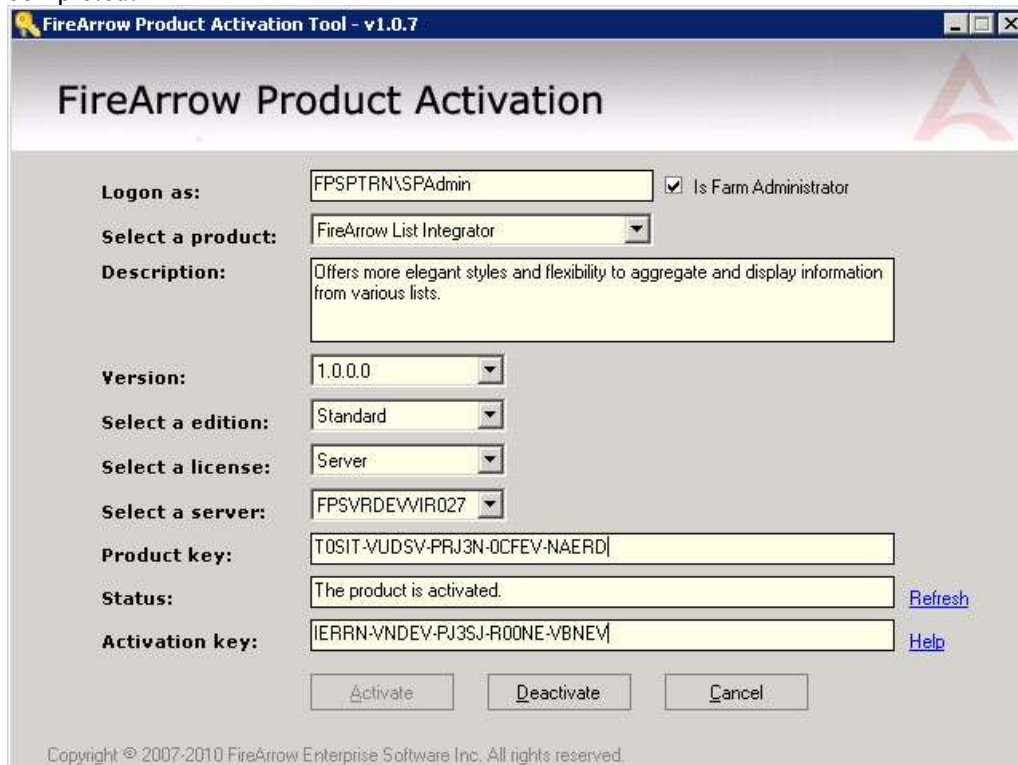 FireArrow Product Activation Tool - v1.0.7
FireArrow Product Activation
Logon as: FPSPTRN\SPAdmin Is Farm Administrator
Select a product: FireArrow List Integrator
Description: Offers more elegant styles and flexibility to aggregate and display information
from various lists.
Version: 1.0.0.0
Select a edition: Standard
Select a license: Server
Select a server: FPSVRDEVVIR027
Product key: T0SIT-VUDSV-PRJ3N-0CFEV-NAERD
Status: The product is activated. Refresh
Activation key: IERRN-VNDEV-PJ3SJ-R00NE-VBNEV Help
Activate Deactivate Cancel
Copyright © 2007-2010 FireArrow Enterprise Software Inc. All rights reserved.